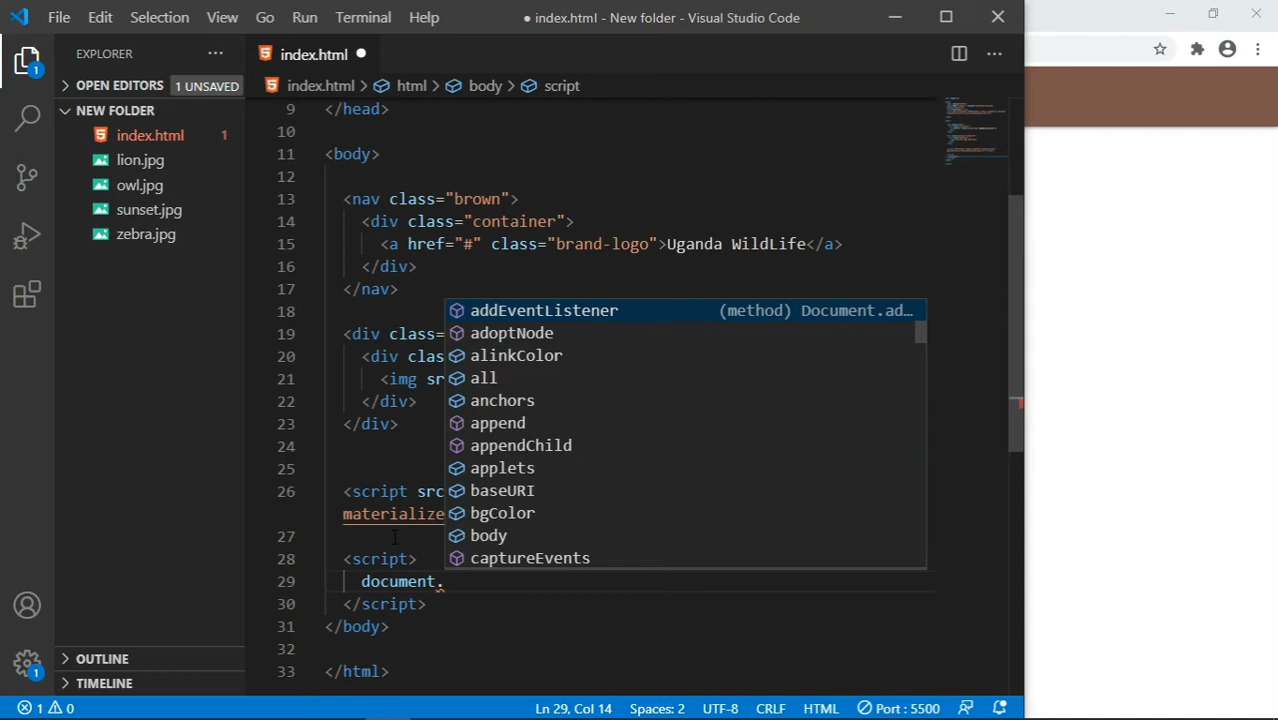 File Edit Selection View Go Run Terminal Help ● index.html - New folder - Visual Studio Code
EXPLORER
OPEN EDITORS 1 UNSAVED
NEW FOLDER
index.html 1
lion.jpg
owl.jpg
sunset.jpg
zebra.jpg
OUTLINE
TIMELINE
1
1
index.html ●
index.html > html > body > script
9 </head>
10
11 <body>
12
13 <nav class="brown">
14 <div class="container">
15 <a href="#" class="brand-logo">Uganda WildLife</a>
16 </div>
17 </nav>
18
19 <div class=
20 <div clas
21 <img sr
22 </div>
23 </div>
24
25
26 <script src
materialize
27
28 <script>
29 document.
30 </script>
31 </body>
32
33 </html>
addEventListener (method) Document.ad…
adoptNode
alinkColor
all
anchors
append
appendChild
applets
baseURI
bgColor
body
captureEvents
1 0 Ln 29, Col 14 Spaces: 2 UTF-8 CRLF HTML Port : 5500